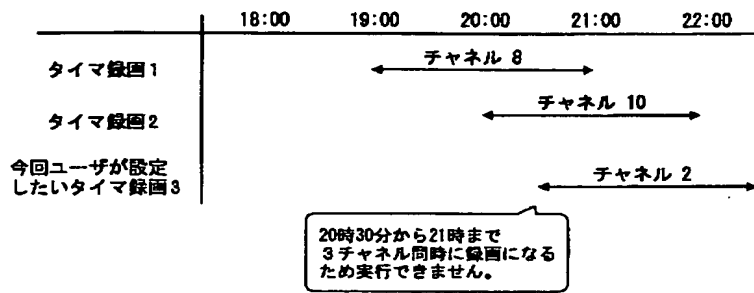 18:00 19:00 20:00 21:00 22:00
タイマ録画1
チャネル 8
タイマ録画2
チャネル 10
今回ユーザが設定
したいタイマ録画3
チャネル 2
20時30分から21時まで
3チャネル同時に録画になる
ため実行できません。